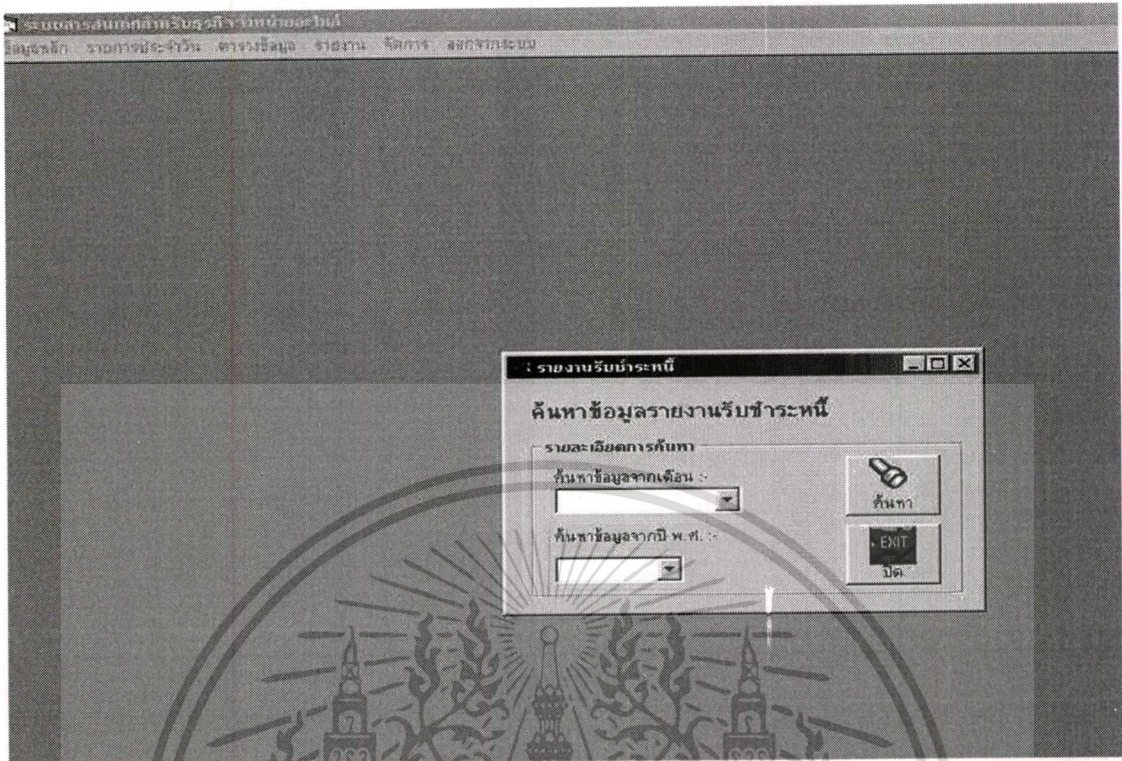 ระบบสารสนเทศสำหรับธุรกิจจำหน่ายอะไหล่
ข้อมูลหลัก รายการประจำวัน ตารางข้อมูล รายงาน จัดการ ออกจากระบบ
: รายงานรับชำระหนี้
ค้นหาข้อมูลรายงานรับชำระหนี้
รายละเอียดการค้นหา
ค้นหาข้อมูลจากเดือน :-
ค้นหา
ค้นหาข้อมูลจากปี พ.ศ. :-
EXIT
ปิด